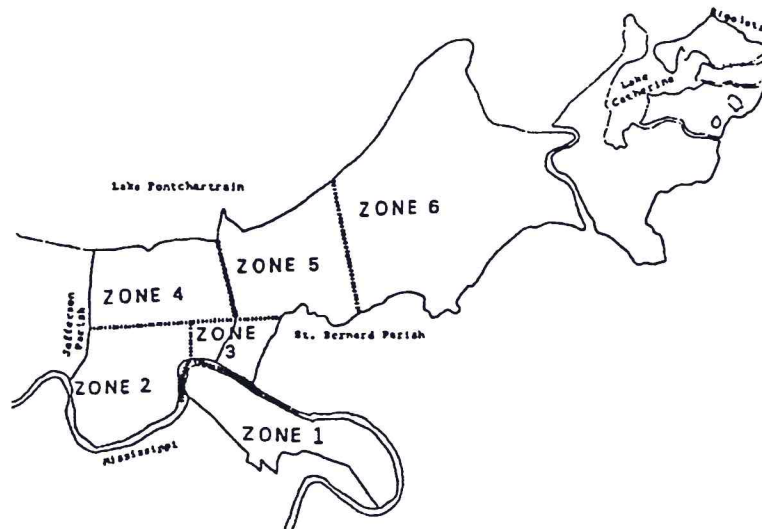 Rigolets
Lake
Catherine
Lake Pontchartrain
ZONE 6
ZONE 5
ZONE 4
Jefferson
Parish
ZONE
3
St. Bernard Parish
ZONE 2
ZONE 1
Mississippi